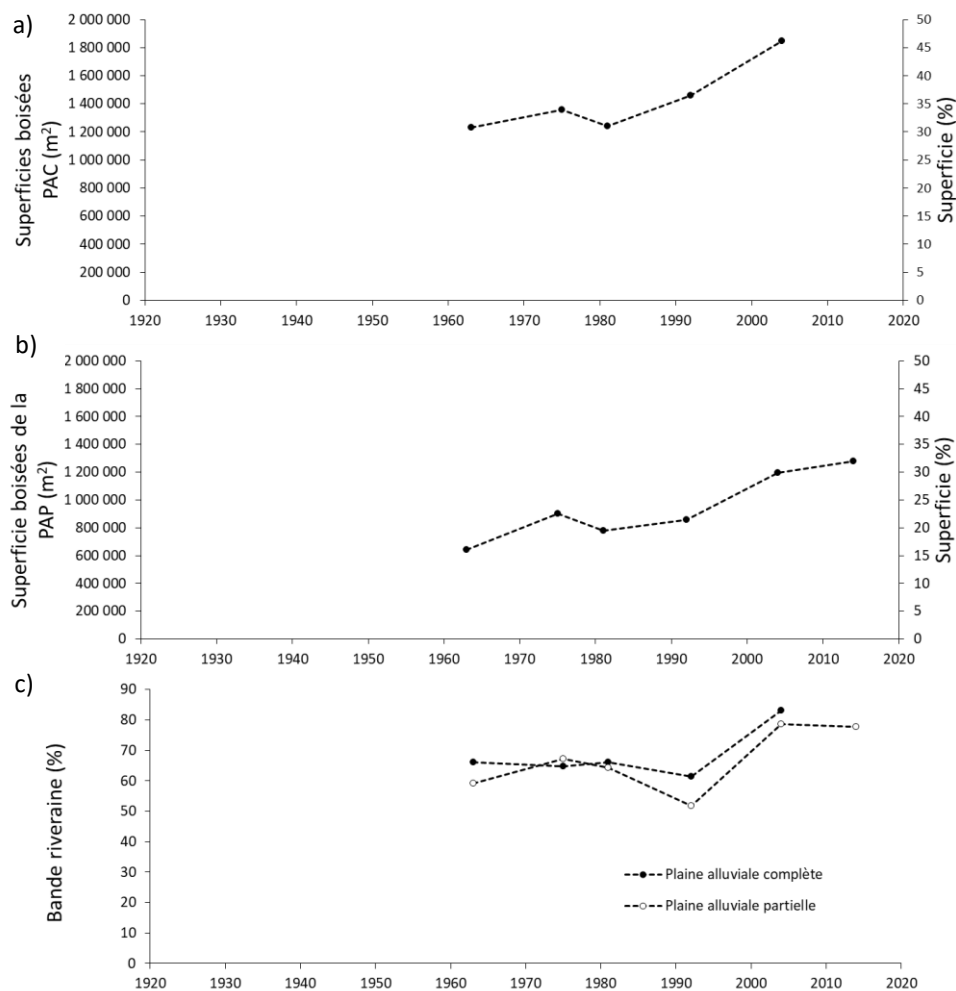 a)
Superficies boisées
PAC (m²)
2 000 000
1 800 000
1 600 000
1 400 000
1 200 000
1 000 000
800 000
600 000
400 000
200 000
0
50
45
40
35
30
25
20
15
10
5
0
Superficie (%)
1920 1930 1940 1950 1960 1970 1980 1990 2000 2010 2020
b)
Superficie boisées de la
PAP (m²)
2 000 000
1 800 000
1 600 000
1 400 000
1 200 000
1 000 000
800 000
600 000
400 000
200 000
0
50
45
40
35
30
25
20
15
10
5
0
Superficie (%)
1920 1930 1940 1950 1960 1970 1980 1990 2000 2010 2020
c)
Bande riveraine (%)
90
80
70
60
50
40
30
20
10
0
Plaine alluviale complète
Plaine alluviale partielle
1920 1930 1940 1950 1960 1970 1980 1990 2000 2010 2020